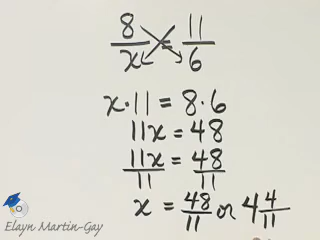 8/x = 11/6
x·11 = 8·6
11x = 48
11x/11 = 48/11
x = 48/11 or 4 4/11
Elayn Martin-Gay